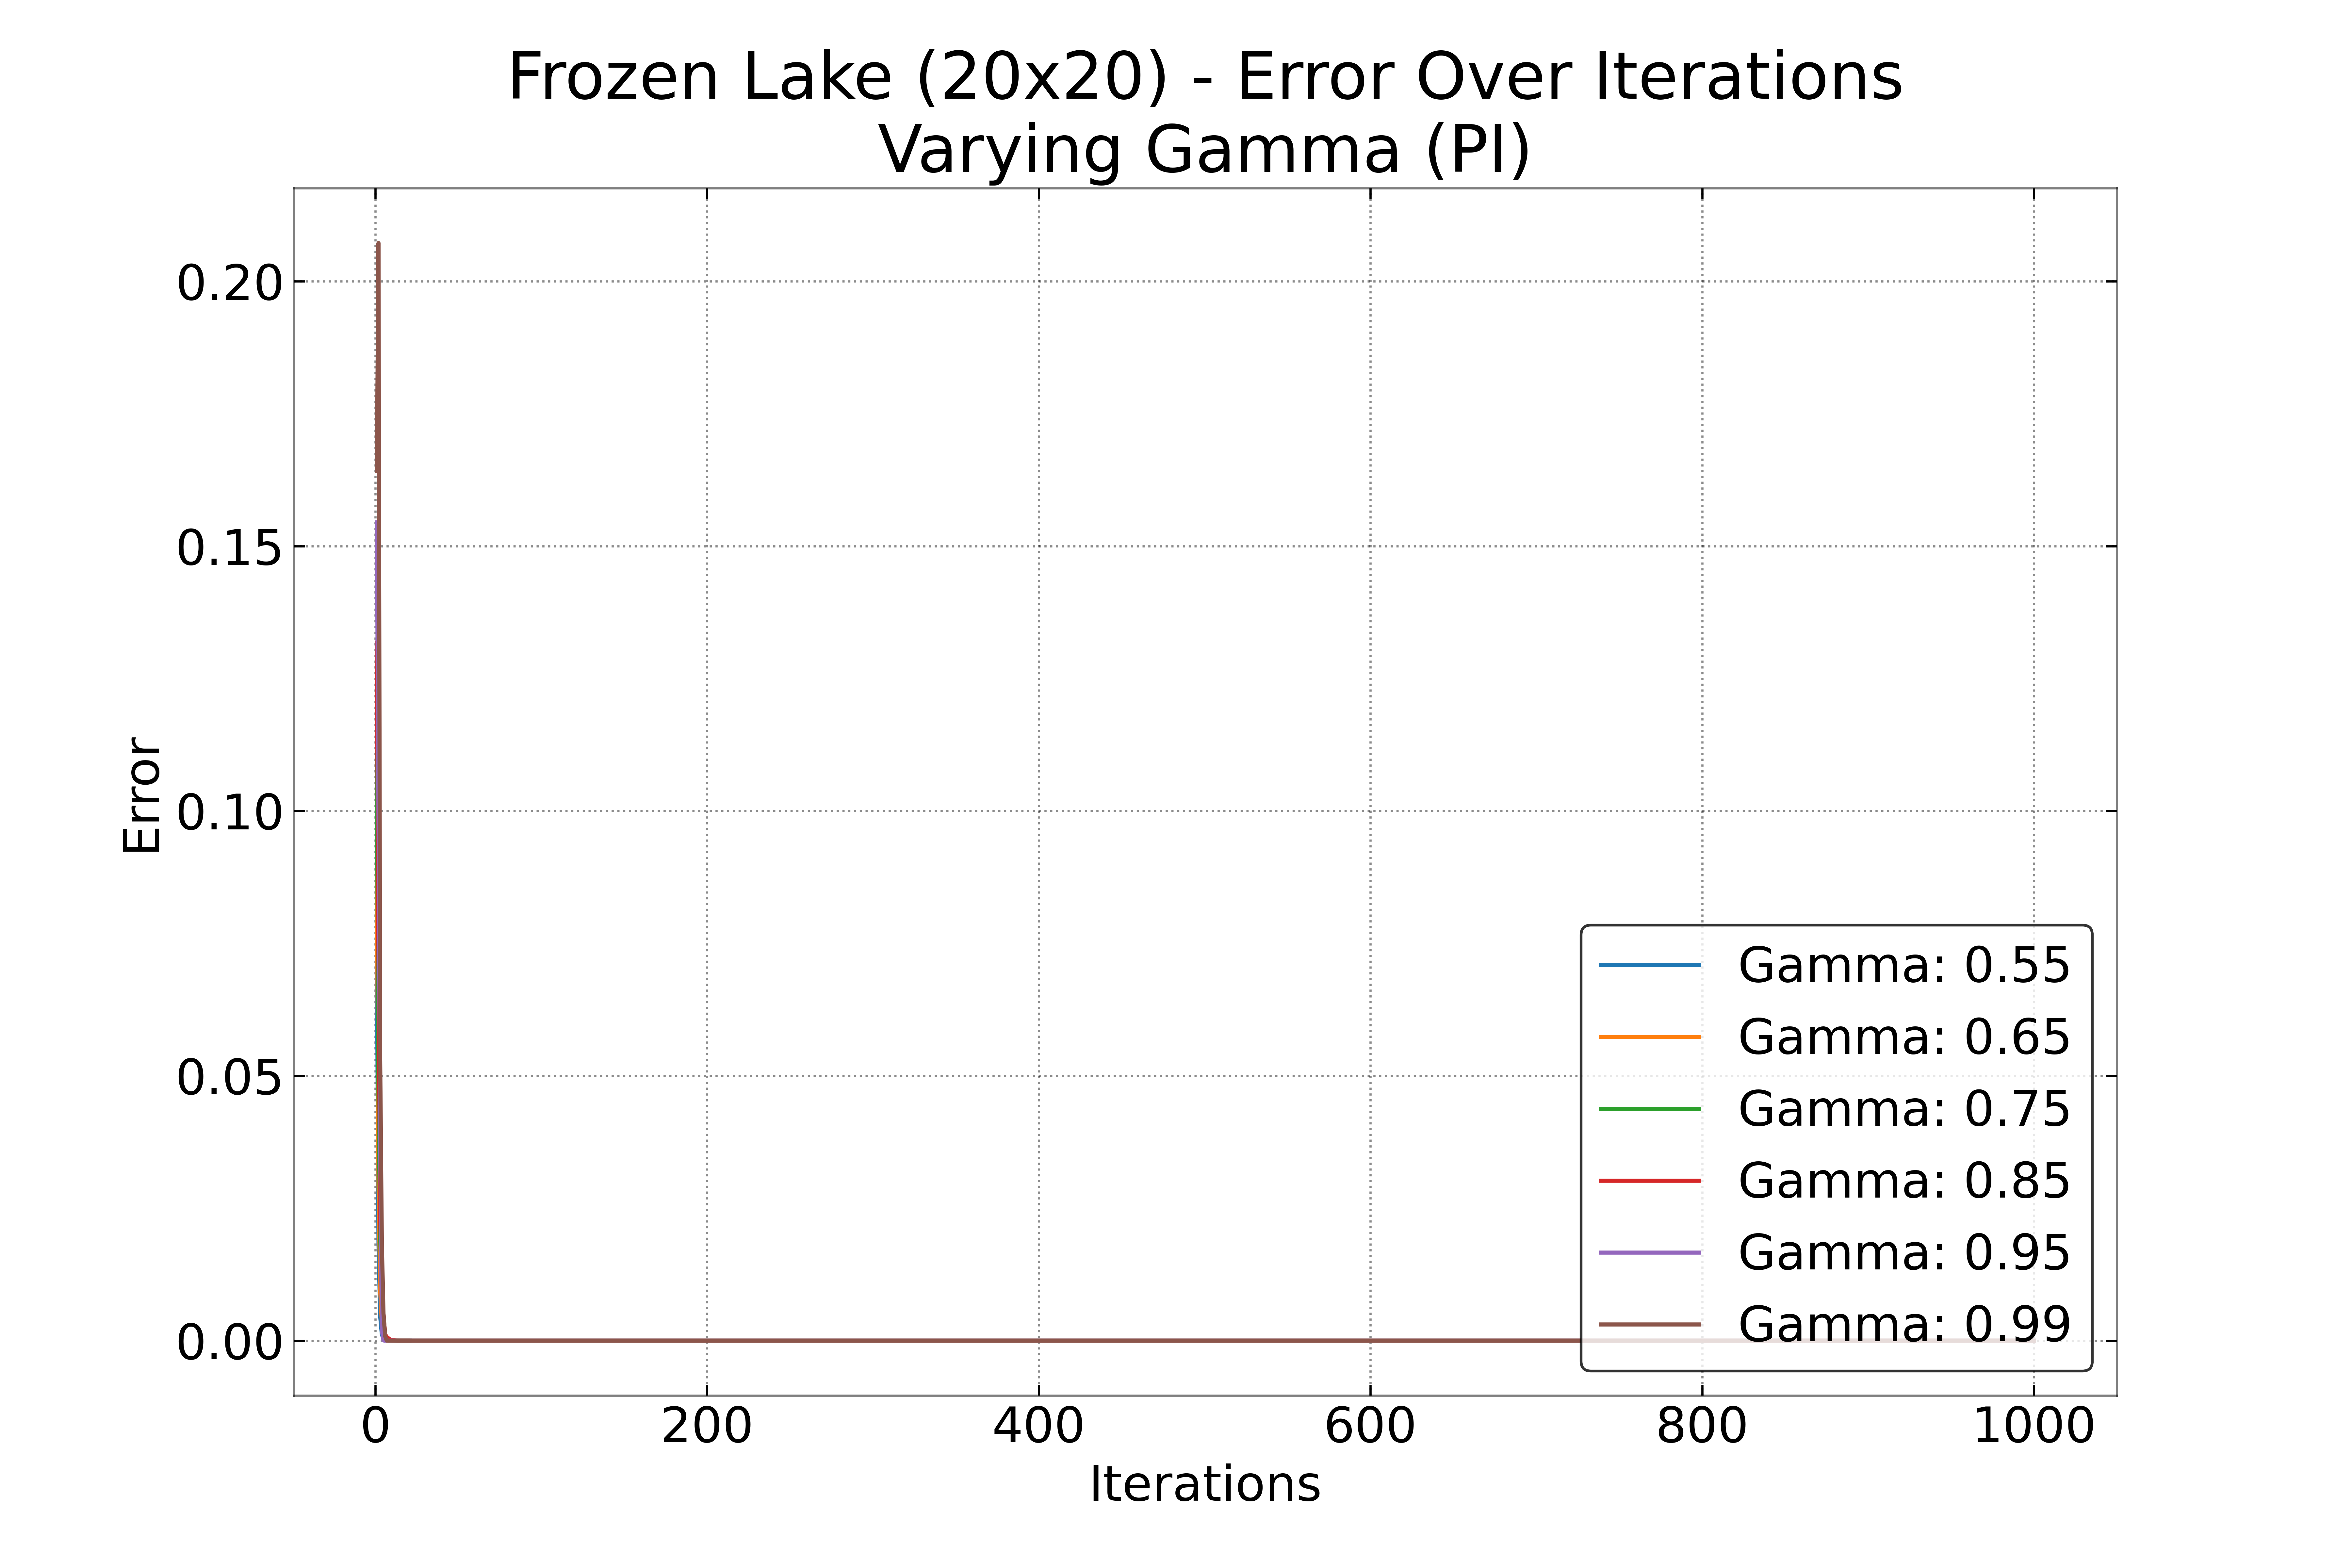 Frozen Lake (20x20) - Error Over Iterations
Varying Gamma (PI)
0.20
0.15
0.10
0.05
0.00
Error
Gamma: 0.55
Gamma: 0.65
Gamma: 0.75
Gamma: 0.85
Gamma: 0.95
Gamma: 0.99
0 200 400 600 800 1000
Iterations